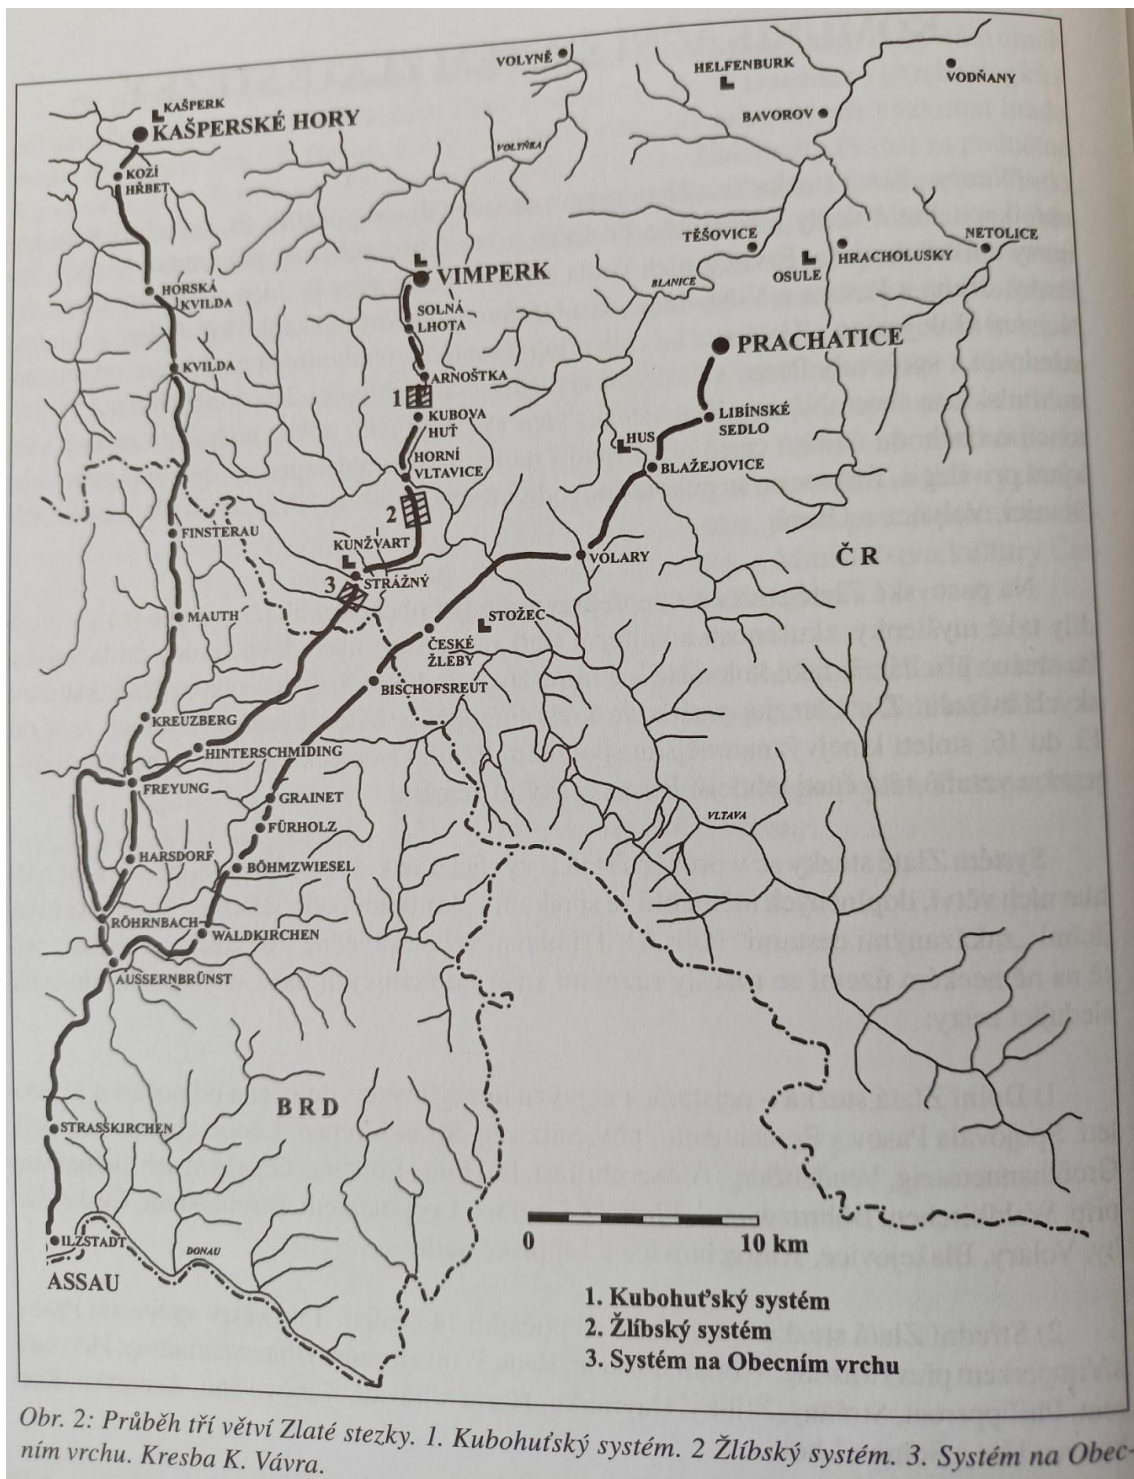 VOLYNĚ
HELFENBURK
VODŇANY
KAŠPERK
KAŠPERSKÉ HORY
BAVOROV
VOLYŇKA
KOZÍ
HŘBET
TĚŠOVICE
NETOLICE
OSULE
HRACHOLUSKY
VIMPERK
BLANICE
HORSKÁ
KVILDA
SOLNÁ
LHOTA
PRACHATICE
KVILDA
ARNOŠTKA
1
KUBOVA
HUŤ
LIBÍNSKÉ
SEDLO
HUS
HORNÍ
VLTAVICE
BLAŽEJOVICE
2
FINSTERAU
KUNŽVART
VOLARY
ČR
3
STRÁŽNÝ
MAUTH
STOŽEC
ČESKÉ
ŽLEBY
BISCHOFSREUT
KREUZBERG
HINTERSCHMIDING
FREYUNG
GRAINET
VLTAVA
FÜRHOLZ
HARSDORF
BÖHMZWIESEL
RÖHRNBACH
WALDKIRCHEN
AUSSERNBRÜNST
BRD
STRASSKIRCHEN
ILZSTADT
DONAU
ASSAU
0 10 km
1. Kubohuťský systém
2. Žlíbský systém
3. Systém na Obecním vrchu
Obr. 2: Průběh tří větví Zlaté stezky. 1. Kubohuťský systém. 2 Žlíbský systém. 3. Systém na Obec-
ním vrchu. Kresba K. Vávra.